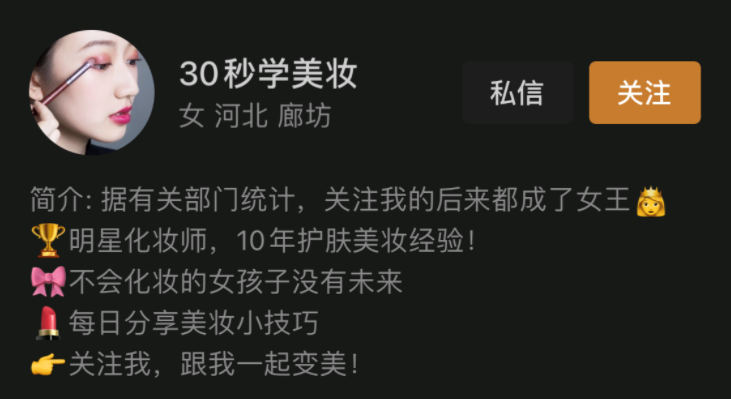 30秒学美妆
女 河北 廊坊
私信
关注
简介: 据有关部门统计，关注我的后来都成了女王👸
🏆明星化妆师，10年护肤美妆经验！
🎀不会化妆的女孩子没有未来
💄每日分享美妆小技巧
👉关注我，跟我一起变美！